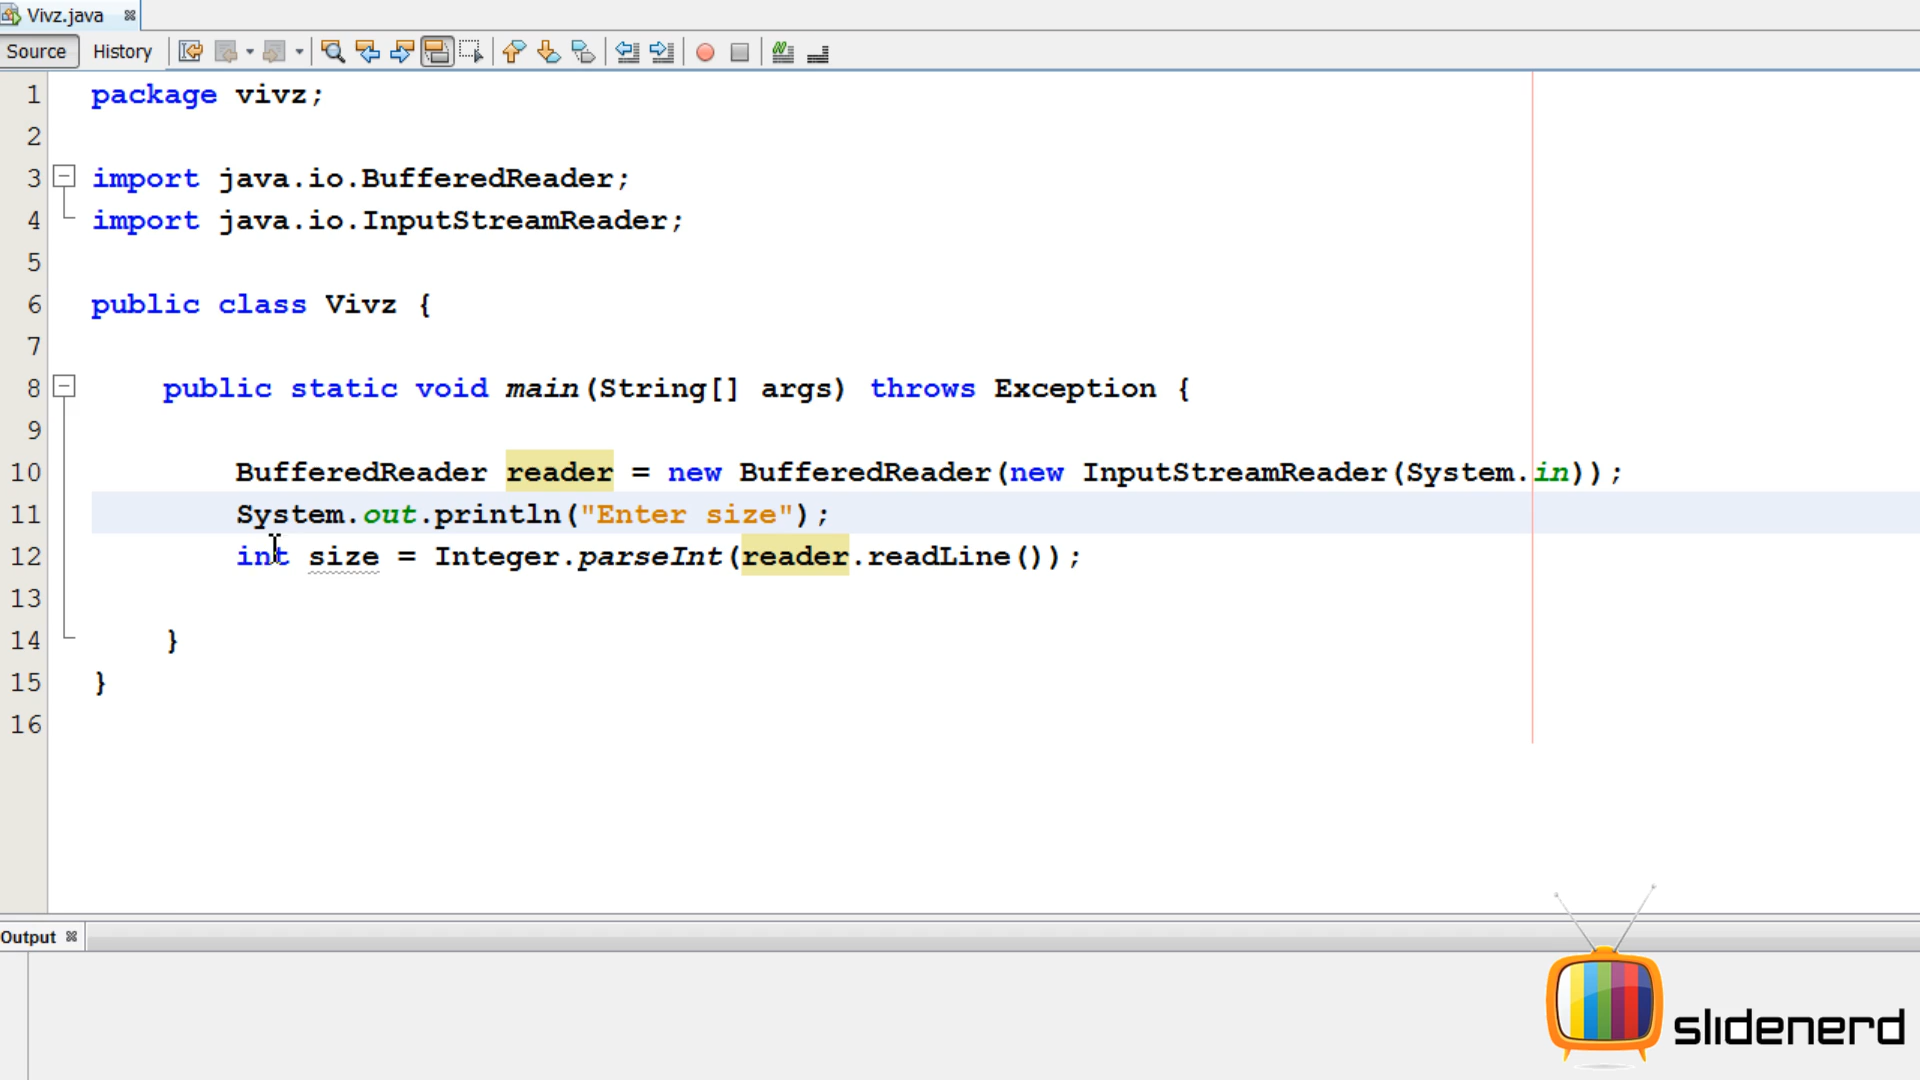 Vivz.java
Source History
1 package vivz;
2
3 import java.io.BufferedReader;
4 import java.io.InputStreamReader;
5
6 public class Vivz {
7
8 public static void main(String[] args) throws Exception {
9
10 BufferedReader reader = new BufferedReader(new InputStreamReader(System.in));
11 System.out.println("Enter size");
12 int size = Integer.parseInt(reader.readLine());
13
14 }
15 }
16
Output
slidenerd